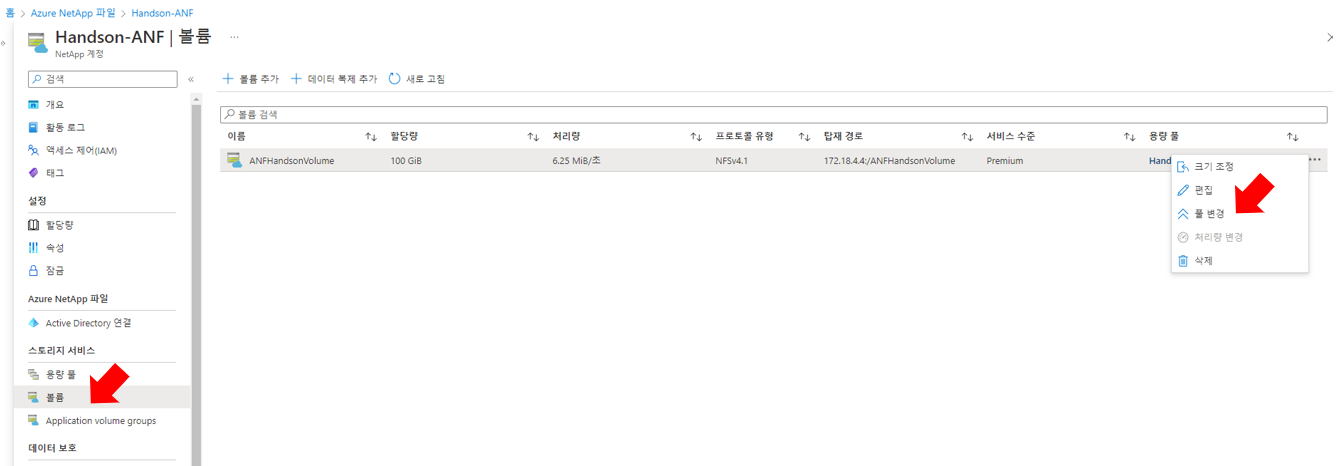 홈 > Azure NetApp 파일 > Handson-ANF
Handson-ANF | 볼륨 ...
NetApp 계정
검색
«
개요
활동 로그
액세스 제어(IAM)
태그
설정
할당량
속성
잠금
Azure NetApp 파일
Active Directory 연결
스토리지 서비스
용량 풀
볼륨
Application volume groups
데이터 보호
+ 볼륨 추가 + 데이터 복제 추가 새로 고침
볼륨 검색
이름 ↑↓ 할당량 ↑↓ 처리량 ↑↓ 프로토콜 유형 ↑↓ 탑재 경로 ↑↓ 서비스 수준 ↑↓ 용량 풀 ↑↓
ANFHandsonVolume 100 GiB 6.25 MiB/초 NFSv4.1 172.18.4.4:/ANFHandsonVolume Premium Hand ...
크기 조정
편집
풀 변경
처리량 변경
삭제